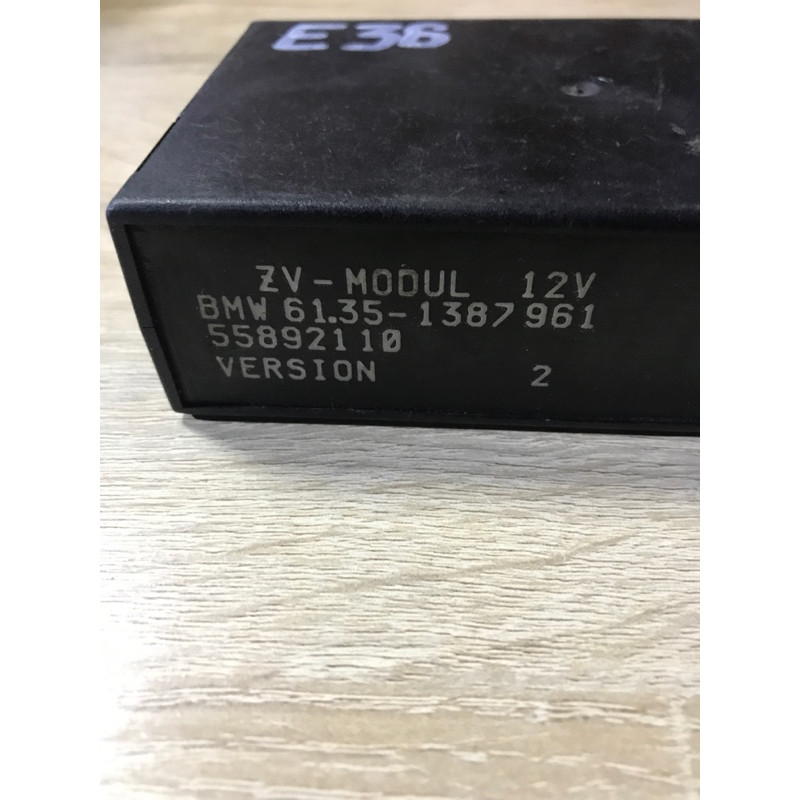 E36
ZV-MODUL 12V
BMW 61.35-1387961
55892110
VERSION 2